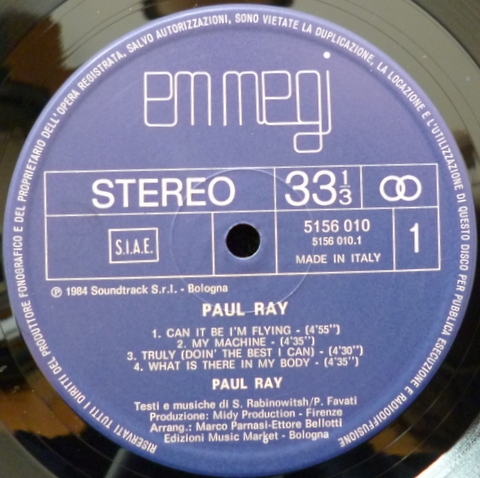 RISERVATI TUTTI I DIRITTI DEL PRODUTTORE FONOGRAFICO E DEL PROPRIETARIO DELL'OPERA REGISTRATA. SALVO AUTORIZZAZIONI, SONO VIETATE LA DUPLICAZIONE, LA LOCAZIONE E L'UTILIZZAZIONE DI QUESTO DISCO PER PUBBLICA ESECUZIONE E RADIODIFFUSIONE
emmegi
STEREO 33 1/3
S.I.A.E.
5156 010
5156 010.1
MADE IN ITALY
1
℗ 1984 Soundtrack S.r.l. - Bologna
PAUL RAY
1. CAN IT BE I'M FLYING - (4'55")
2. MY MACHINE - (4'35")
3. TRULY (DOIN' THE BEST I CAN) - (4'30")
4. WHAT IS THERE IN MY BODY - (4'35")
PAUL RAY
Testi e musiche di S. Rabinowitsh/P. Favati
Produzione: Midy Production - Firenze
Arrang.: Marco Parnasi-Ettore Bellotti
Edizioni Music Market - Bologna